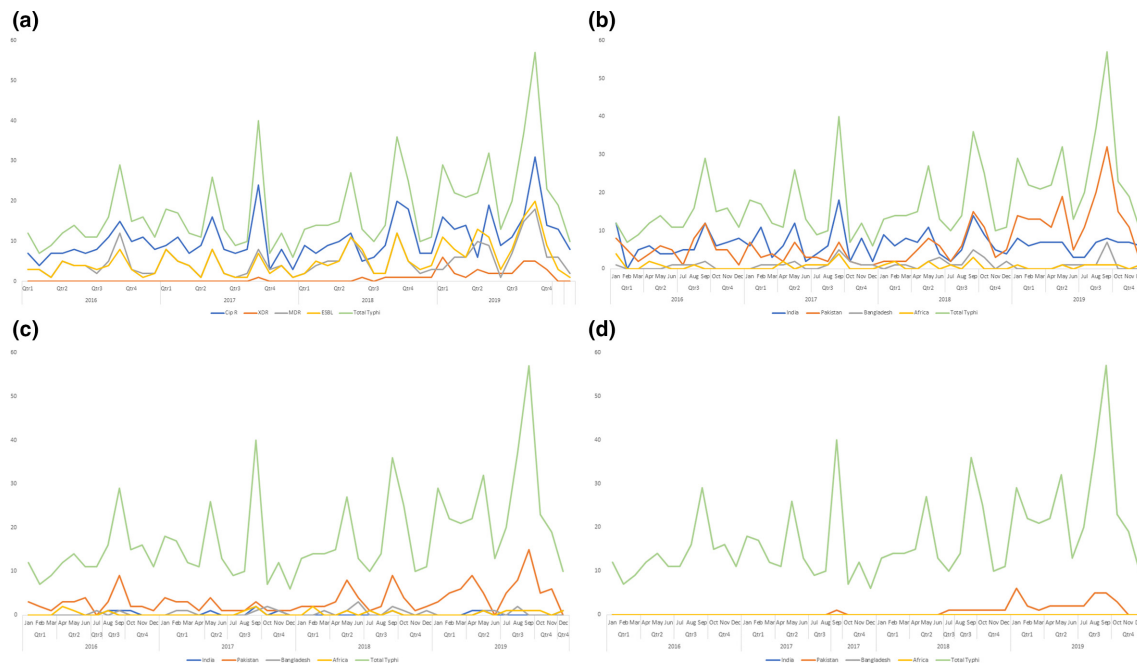 (a)
60
50
40
30
20
10
0
Qtr1 Qtr2 Qtr3 Qtr4 Qtr1 Qtr2 Qtr3 Qtr4 Qtr1 Qtr2 Qtr3 Qtr4 Qtr1 Qtr2 Qtr3 Qtr4
2016 2017 2018 2019
Cip R XDR MDR ESBL Total Typhi
(b)
60
50
40
30
20
10
0
Jan Feb Mar Apr May Jun Jul Aug Sep Oct Nov Dec Jan Feb Mar Apr May Jun Jul Aug Sep Oct Nov Dec Jan Feb Mar Apr May Jun Jul Aug Sep Oct Nov Dec Jan Feb Mar Apr May Jun Jul Aug Sep Oct Nov
Qtr1 Qtr2 Qtr3 Qtr4 Qtr1 Qtr2 Qtr3 Qtr4 Qtr1 Qtr2 Qtr3 Qtr4 Qtr1 Qtr2 Qtr3 Qtr4
2016 2017 2018 2019
India Pakistan Bangladesh Africa Total Typhi
(c)
60
50
40
30
20
10
0
Jan Feb Mar Apr May Jun Jul Aug Sep Oct Nov Dec Jan Feb Mar Apr May Jun Jul Aug Sep Oct Nov Dec Jan Feb Mar Apr May Jun Jul Aug Sep Oct Nov Dec Jan Feb Mar Apr May Jun Jul Aug Sep Oct Nov Dec
Qtr1 Qtr2 Qtr3 Qtr3 Qtr4 Qtr1 Qtr2 Qtr3 Qtr4 Qtr1 Qtr2 Qtr3 Qtr4 Qtr1 Qtr2 Qtr3 Qtr4 Qtr4
2016 2017 2018 2019
India Pakistan Bangladesh Africa Total Typhi
(d)
60
50
40
30
20
10
0
Jan Feb Mar Apr May Jun Jul Aug Sep Oct Nov Dec Jan Feb Mar Apr May Jun Jul Aug Sep Nov Oct Dec Jan Feb Mar Apr May Jun Jul Aug Sep Oct Nov Dec Jan Feb Mar Apr May Jun Jul Aug Sep Oct Nov Dec
Qtr1 Qtr2 Qtr3 Qtr4 Qtr1 Qtr2 Qtr3 Qtr4 Qtr1 Qtr2 Qtr3 Qtr3 Qtr4 Qtr1 Qtr2 Qtr3 Qtr4
2016 2017 2017 2018 2019
India Pakistan Bangladesh Africa Total Typhi